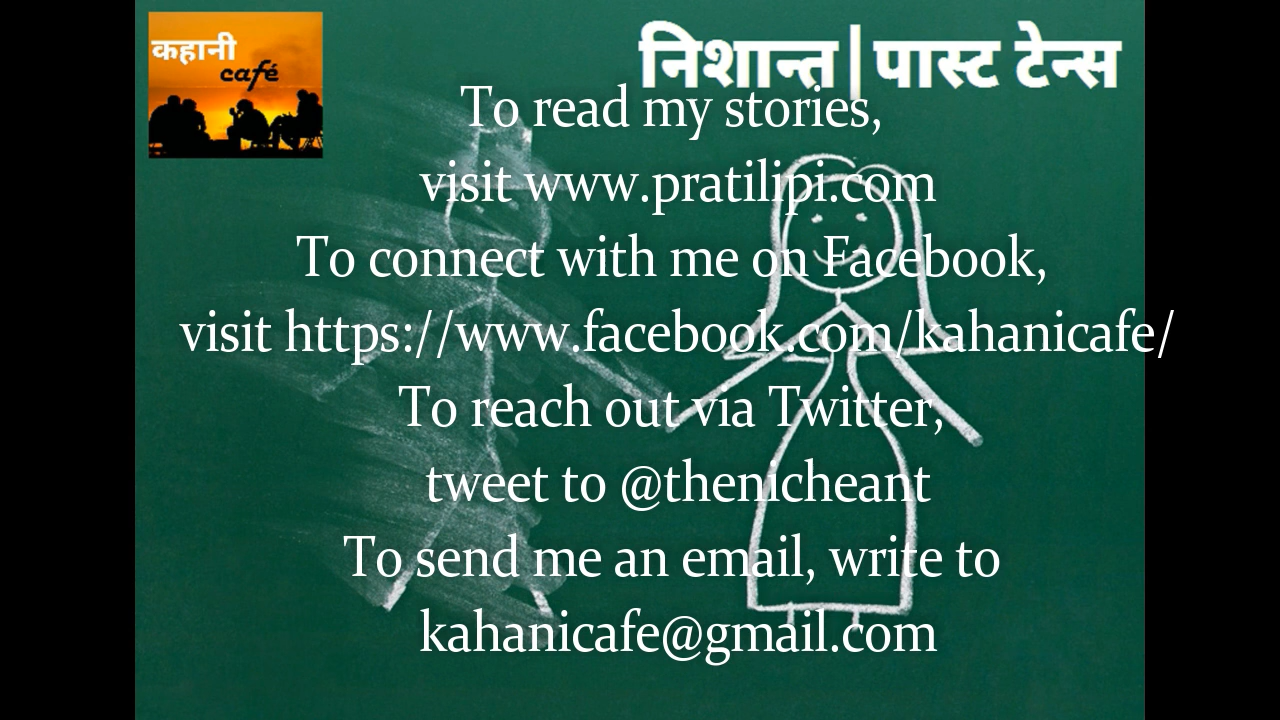 कहानी
café
निशान्त | पास्ट टेन्स
To read my stories,
visit www.pratilipi.com
To connect with me on Facebook,
visit https://www.facebook.com/kahanicafe/
To reach out via Twitter,
tweet to @thenicheant
To send me an email, write to
kahanicafe@gmail.com